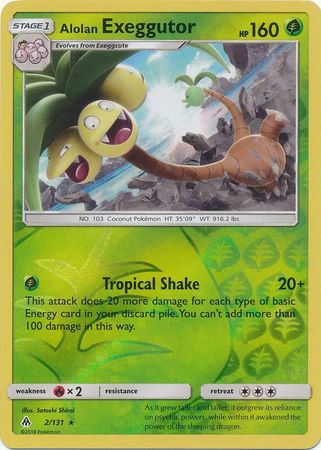 STAGE1
Alolan Exeggutor
HP 160
Evolves from Exeggcute
NO. 103 Coconut Pokémon HT: 35'09" WT: 916.2 lbs.
Tropical Shake 20+
This attack does 20 more damage for each type of basic
Energy card in your discard pile. You can't add more than
100 damage in this way.
weakness × 2 resistance retreat
Illus. Satoshi Shirai
2/131 ★
©2018 Pokémon
As it grew taller and taller, it outgrew its reliance
on psychic powers, while within it awakened the
power of the sleeping dragon.